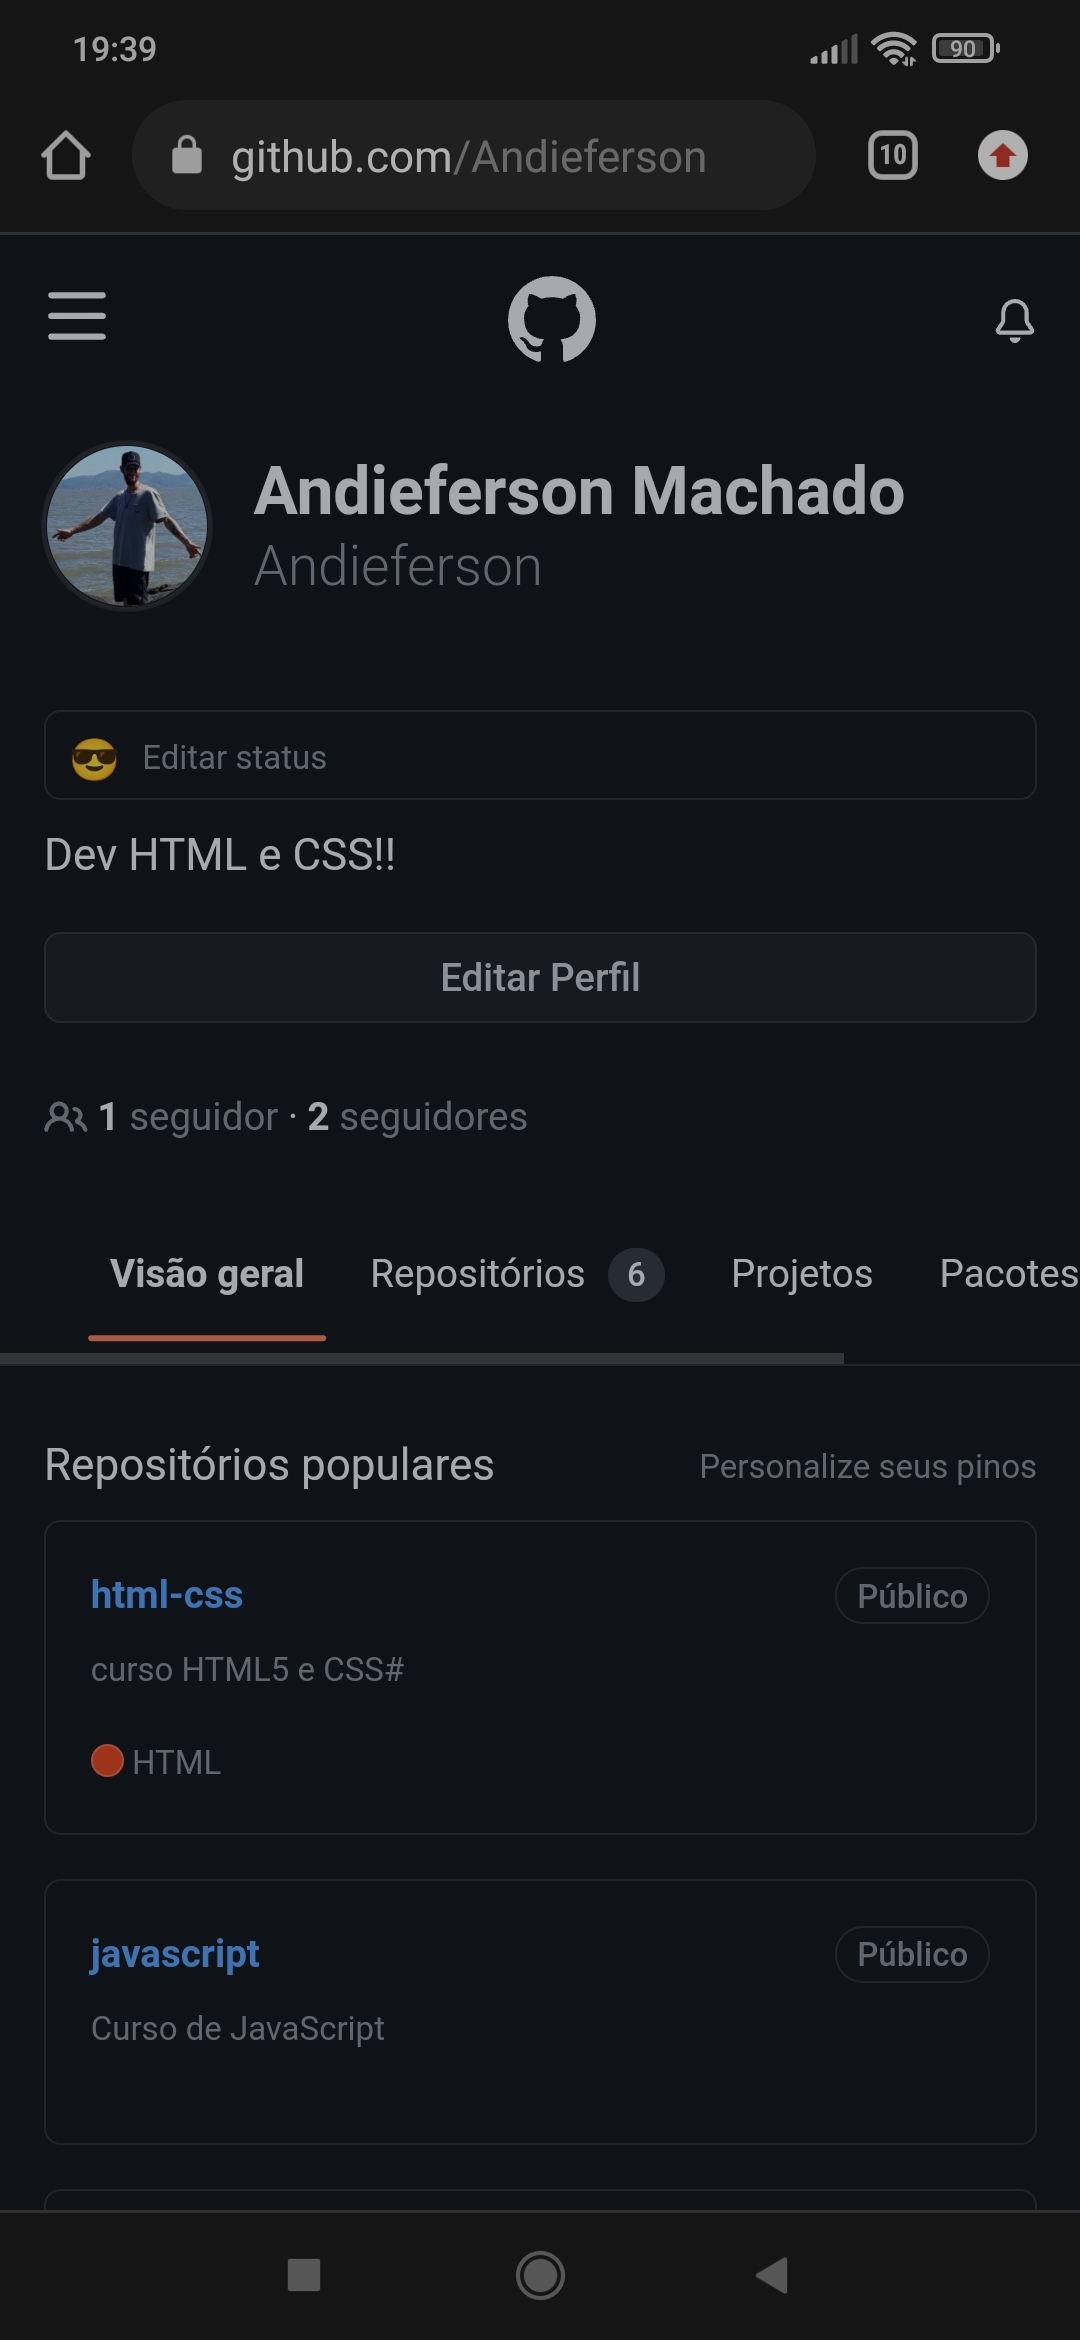 19:39
90
github.com/Andieferson
10
Andieferson Machado
Andieferson
Editar status
Dev HTML e CSS!!
Editar Perfil
1 seguidor · 2 seguidores
Visão geral Repositórios 6 Projetos Pacotes
Repositórios populares Personalize seus pinos
html-css Público
curso HTML5 e CSS#
HTML
javascript Público
Curso de JavaScript